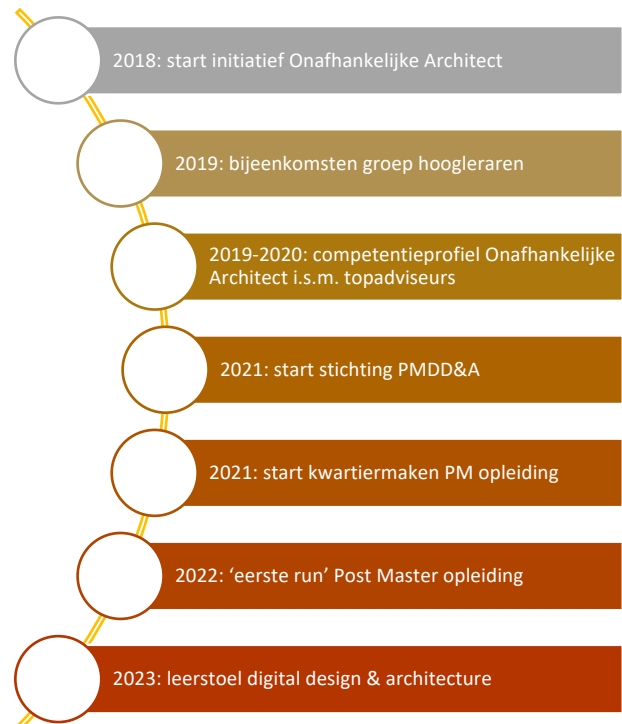 2018: start initiatief Onafhankelijke Architect
2019: bijeenkomsten groep hoogleraren
2019-2020: competentieprofiel Onafhankelijke
Architect i.s.m. topadviseurs
2021: start stichting PMDD&A
2021: start kwartiermaken PM opleiding
2022: ‘eerste run’ Post Master opleiding
2023: leerstoel digital design & architecture